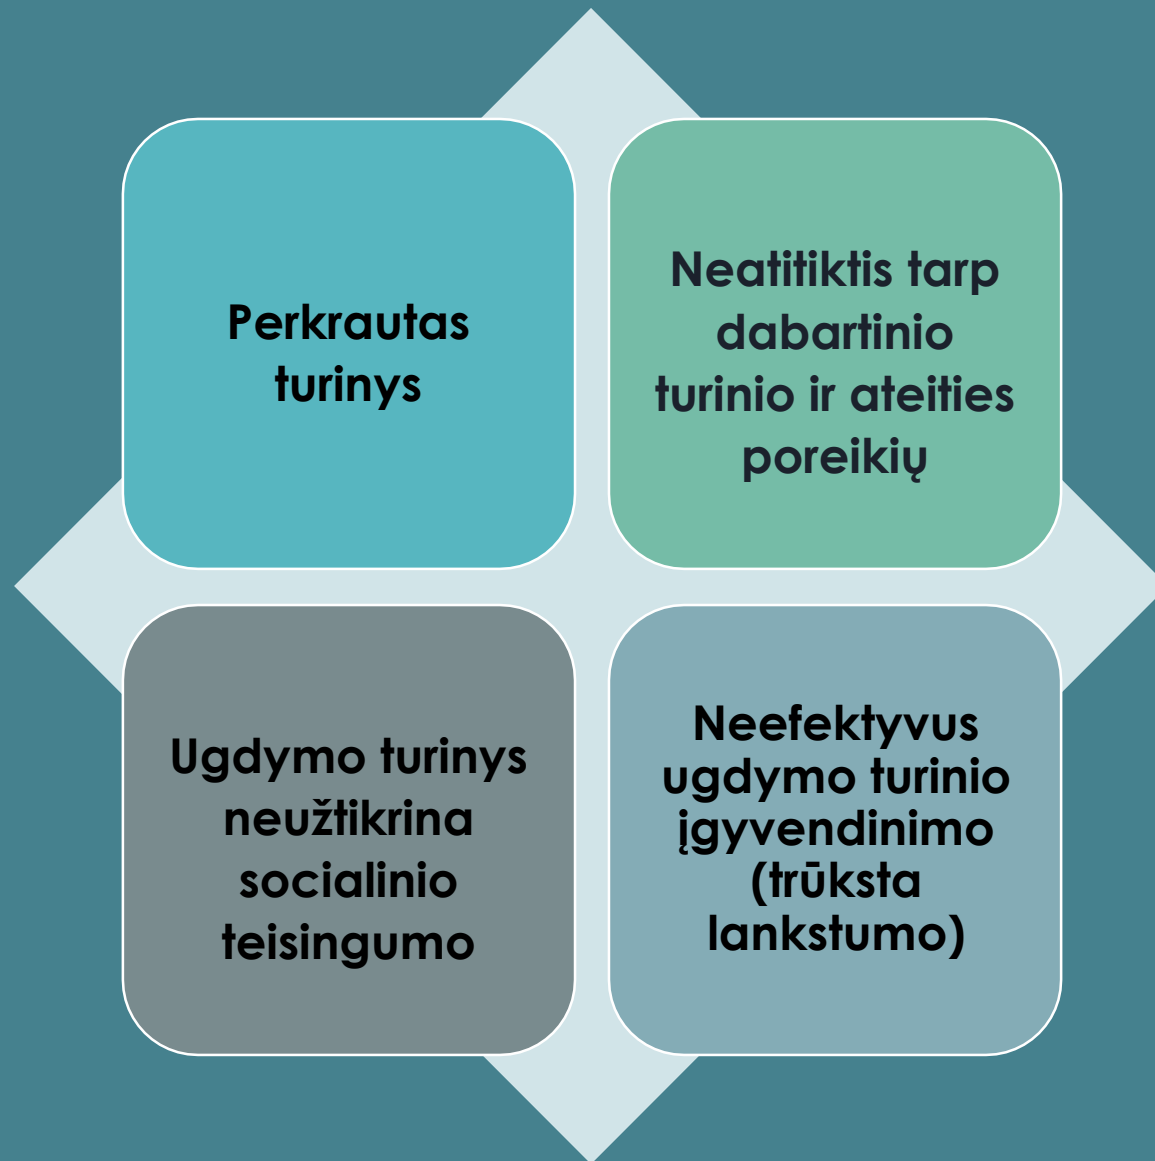 Perkrautas
turinys
Neatitiktis tarp
dabartinio
turinio ir ateities
poreikių
Ugdymo turinys
neužtikrina
socialinio
teisingumo
Neefektyvus
ugdymo turinio
įgyvendinimo
(trūksta
lankstumo)